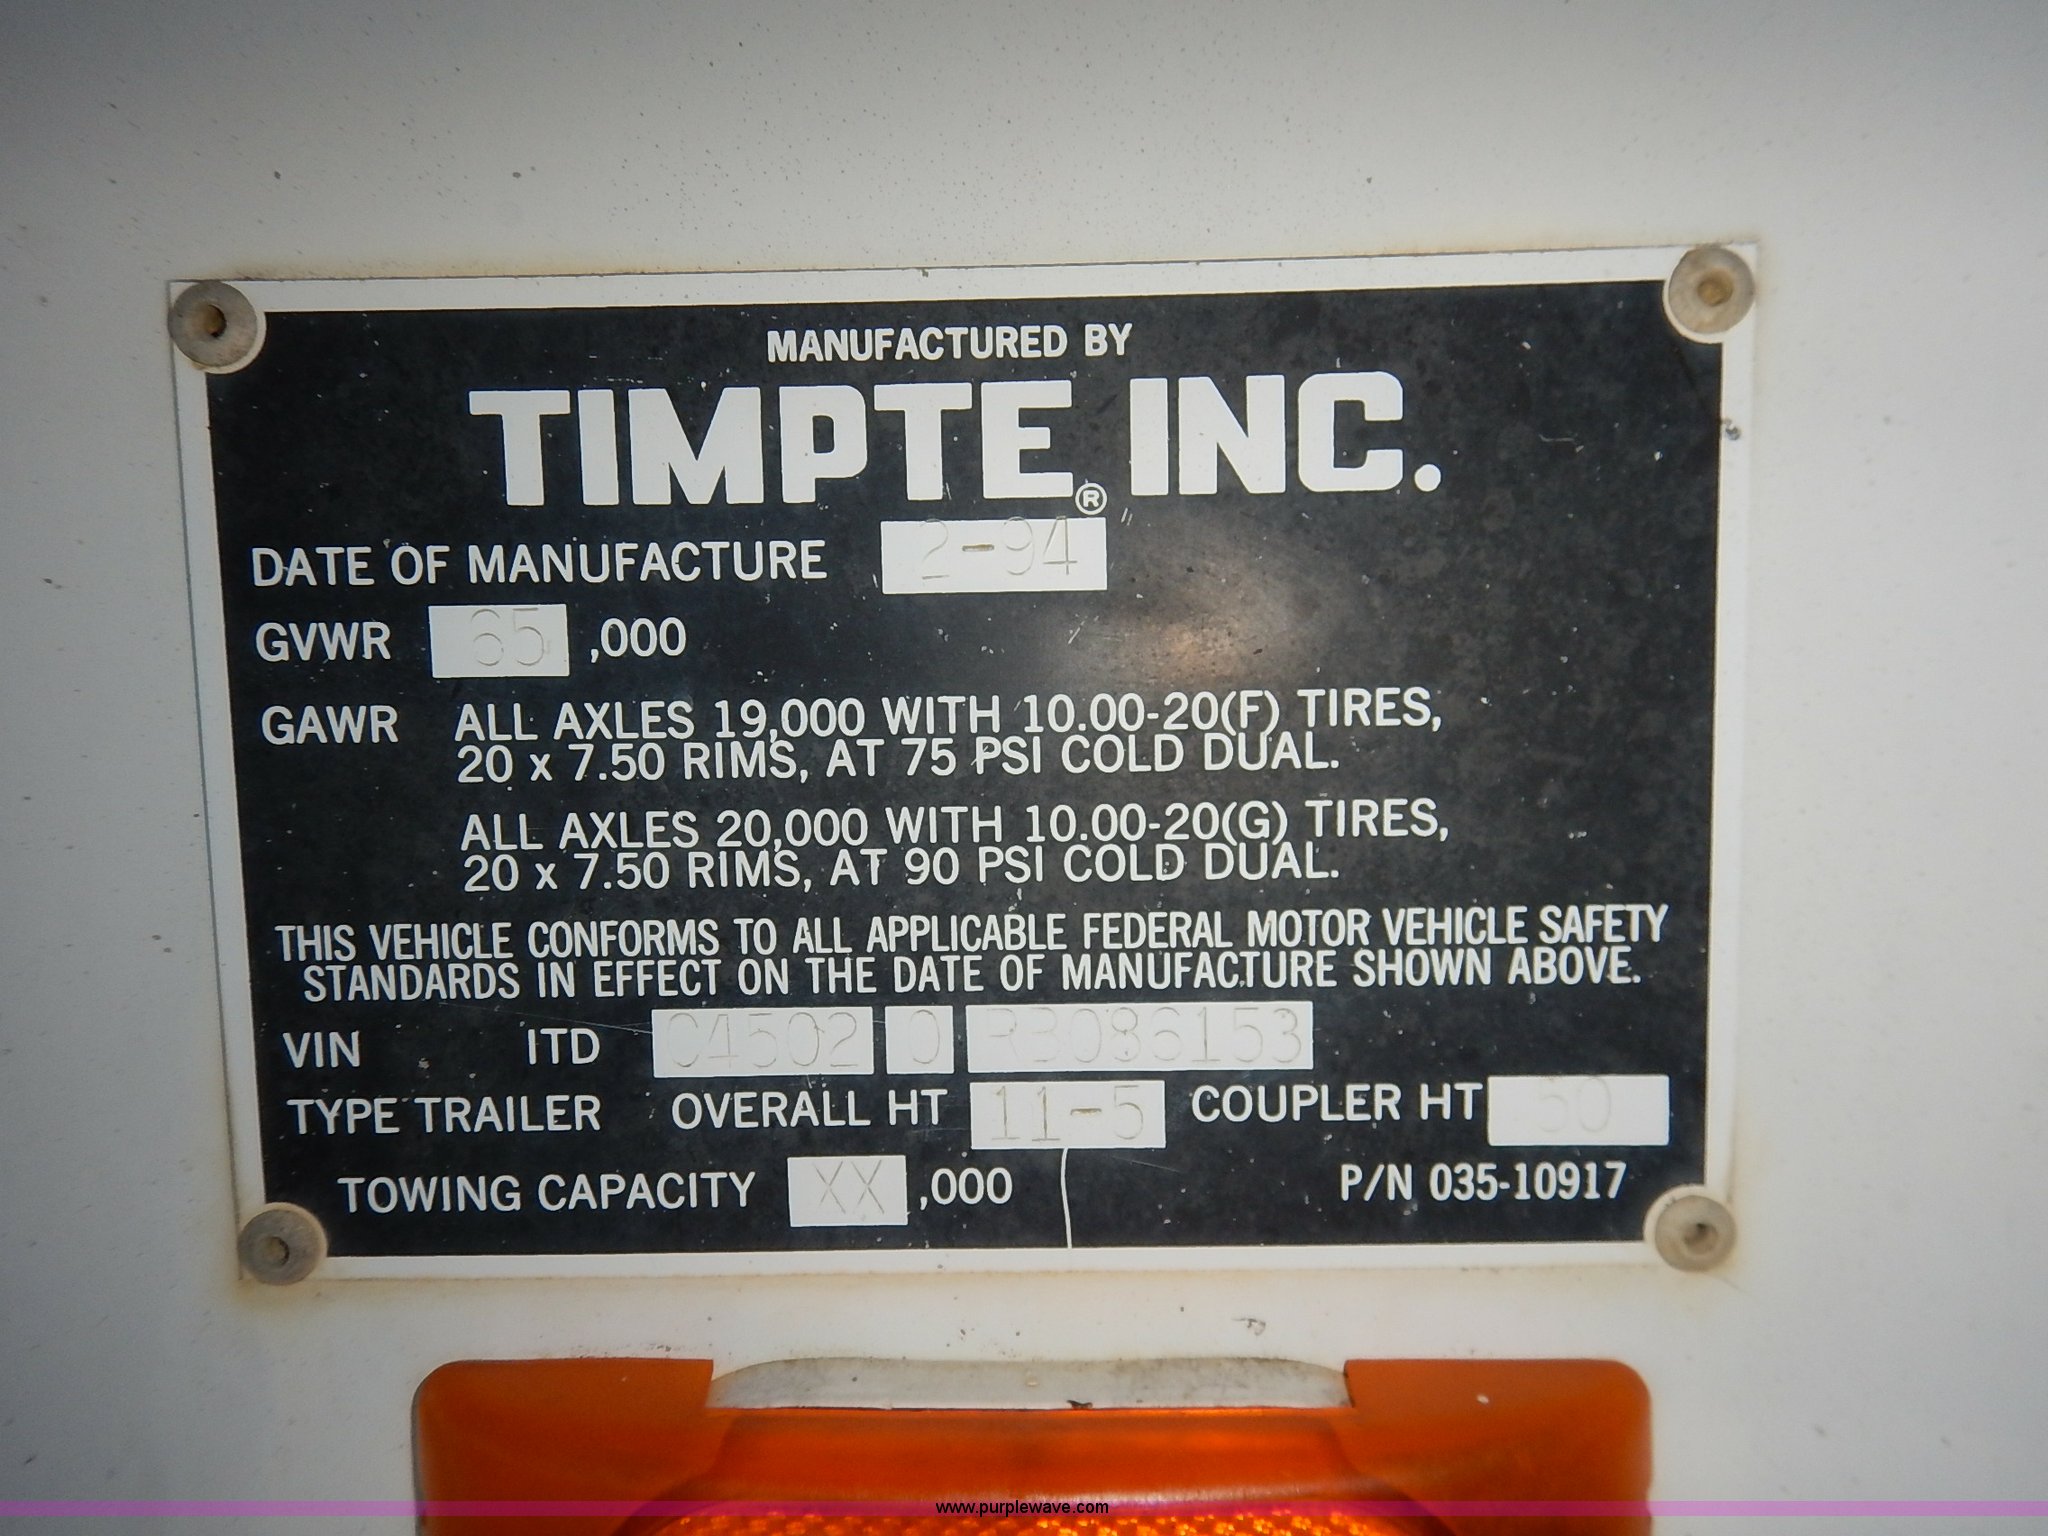 MANUFACTURED BY
TIMPTE® INC.
DATE OF MANUFACTURE 2-94
GVWR 65 ,000
GAWR ALL AXLES 19,000 WITH 10.00-20(F) TIRES,
20 x 7.50 RIMS, AT 75 PSI COLD DUAL.
ALL AXLES 20,000 WITH 10.00-20(G) TIRES,
20 x 7.50 RIMS, AT 90 PSI COLD DUAL.
THIS VEHICLE CONFORMS TO ALL APPLICABLE FEDERAL MOTOR VEHICLE SAFETY
STANDARDS IN EFFECT ON THE DATE OF MANUFACTURE SHOWN ABOVE.
VIN ITD C4502 0 RB086153
TYPE TRAILER OVERALL HT 11-5 COUPLER HT 50
TOWING CAPACITY XX ,000 P/N 035-10917
www.purplewave.com